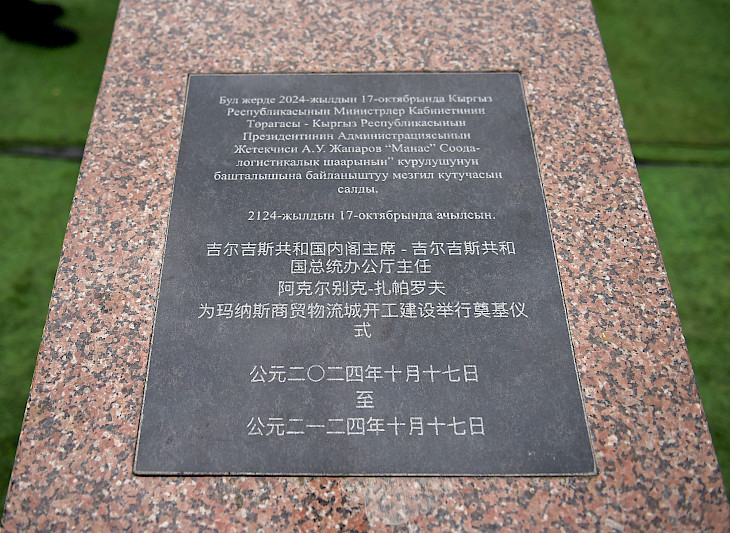 Бул жерде 2024-жылдын 17-октябрында Кыргыз
Республикасынын Министрлер Кабинетинин
Төрагасы - Кыргыз Республикасынын
Президентинин Администрациясынын
Жетекчиси А.У. Жапаров “Манас” Соода-
логистикалык шаарынын” курулушунун
башталышына байланыштуу мезгил кутучасын
салды.
2124-жылдын 17-октябрында ачылсын.
吉尔吉斯共和国内阁主席 - 吉尔吉斯共和
国总统办公厅主任
阿克尔别克-扎帕罗夫
为玛纳斯商贸物流城开工建设举行奠基仪
式
公元二〇二四年十月十七日
至
公元二一二四年十月十七日